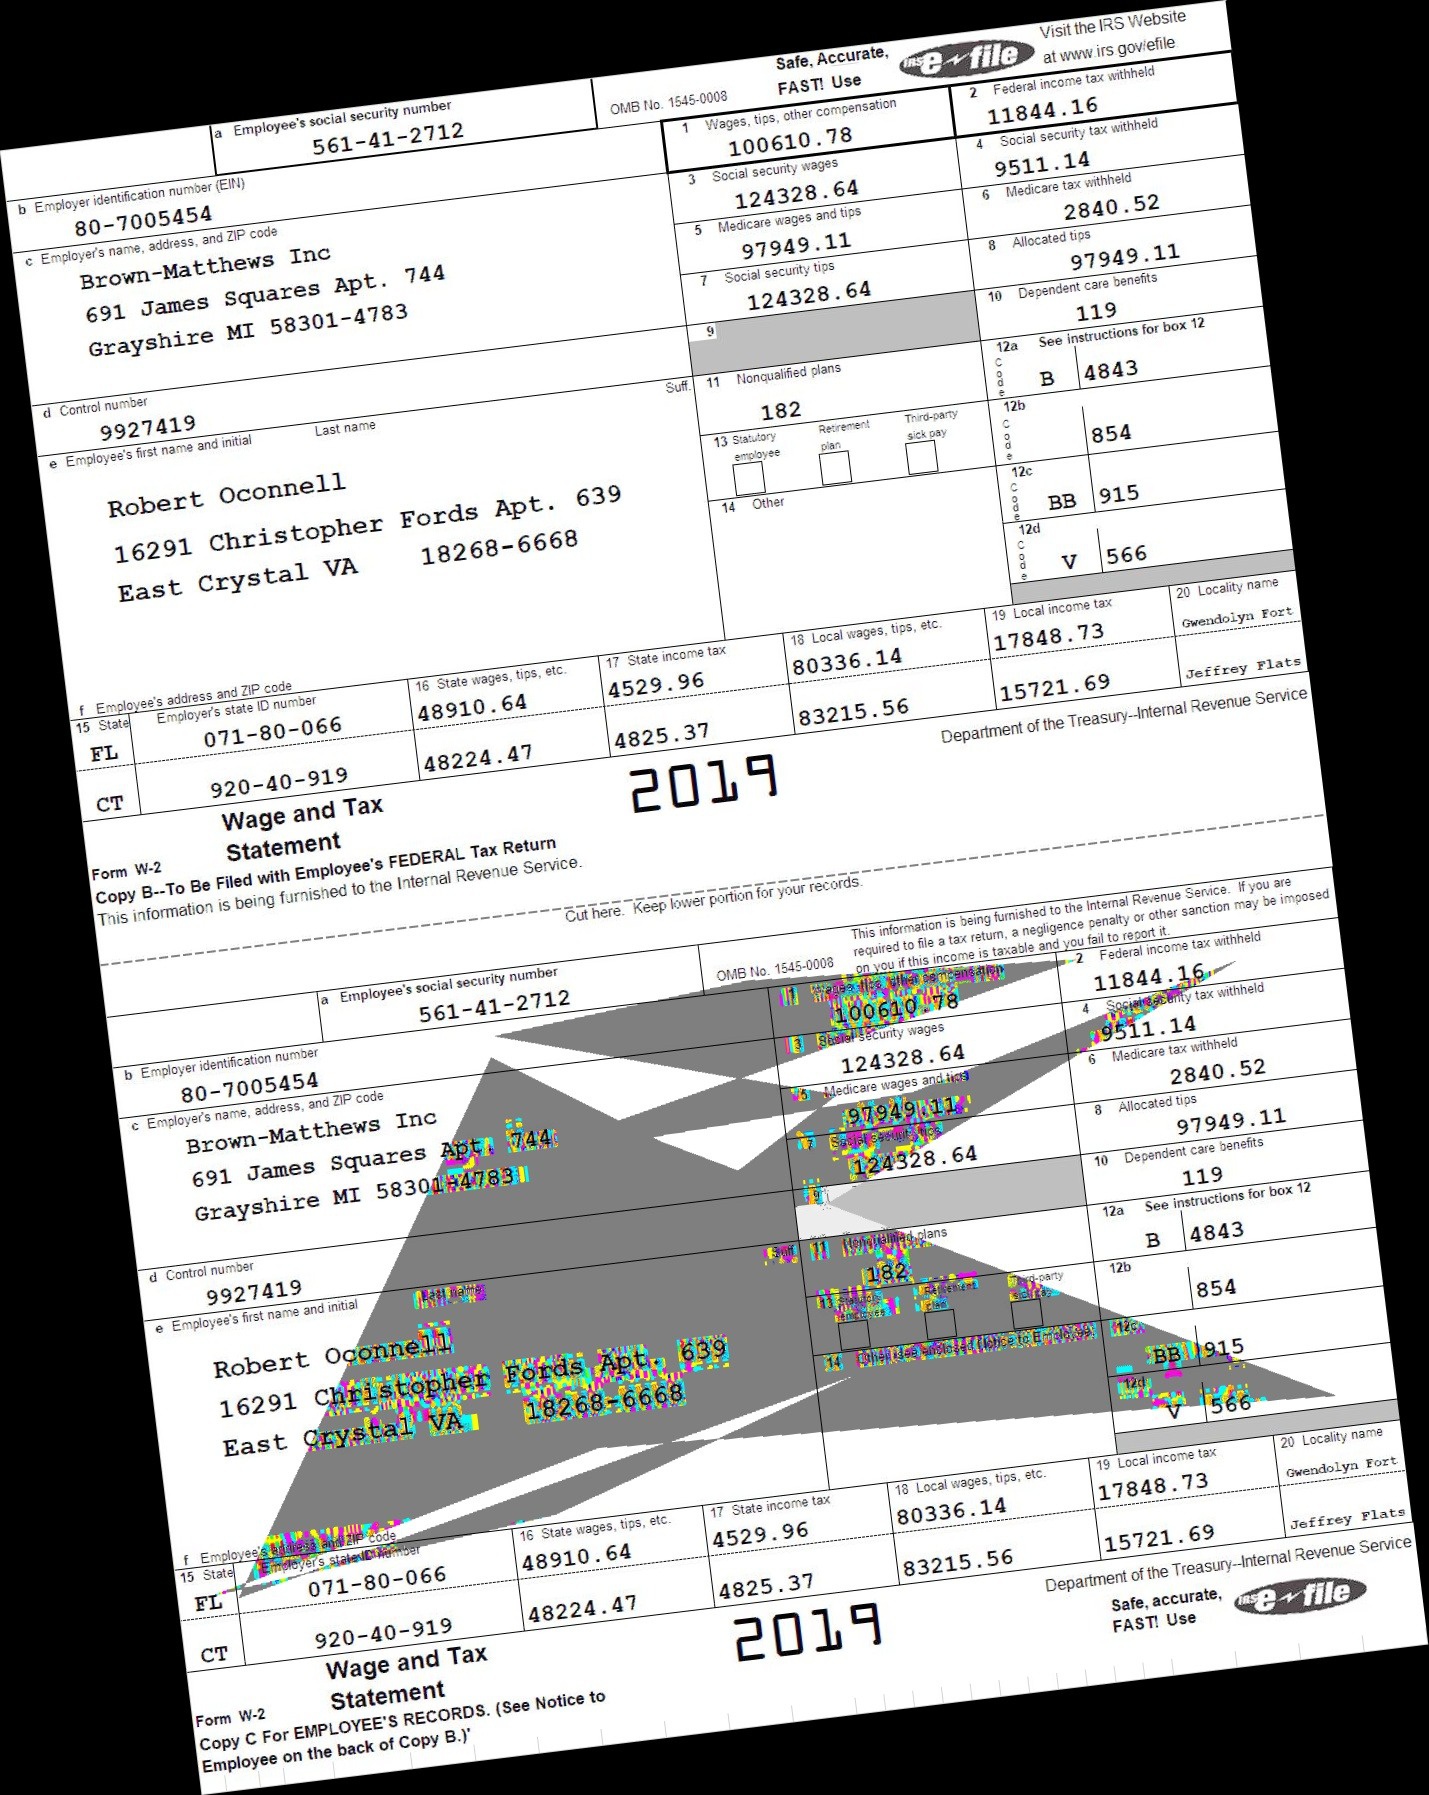 Safe, Accurate,
FAST! Use
IRS e-file
Visit the IRS Website
at www.irs.gov/efile.
a Employee's social security number
561-41-2712
OMB No. 1545-0008
1 Wages, tips, other compensation
100610.78
2 Federal income tax withheld
11844.16
b Employer identification number (EIN)
80-7005454
3 Social security wages
124328.64
4 Social security tax withheld
9511.14
c Employer's name, address, and ZIP code
Brown-Matthews Inc
691 James Squares Apt. 744
Grayshire MI 58301-4783
5 Medicare wages and tips
97949.11
6 Medicare tax withheld
2840.52
7 Social security tips
124328.64
8 Allocated tips
97949.11
9
10 Dependent care benefits
119
d Control number
9927419
11 Nonqualified plans
182
12a See instructions for box 12
Code B 4843
e Employee's first name and initial Last name Suff.
Robert Oconnell
16291 Christopher Fords Apt. 639
East Crystal VA 18268-6668
13 Statutory employee Retirement plan Third-party sick pay
12b
Code 854
14 Other
12c
Code BB 915
12d
Code V 566
f Employee's address and ZIP code
15 State Employer's state ID number 16 State wages, tips, etc. 17 State income tax 18 Local wages, tips, etc. 19 Local income tax 20 Locality name
FL 071-80-066 48910.64 4529.96 80336.14 17848.73 Gwendolyn Fort
CT 920-40-919 48224.47 4825.37 83215.56 15721.69 Jeffrey Flats
Form W-2 Wage and Tax Statement
2019
Department of the Treasury--Internal Revenue Service
Copy B--To Be Filed with Employee's FEDERAL Tax Return
This information is being furnished to the Internal Revenue Service.
Cut here. Keep lower portion for your records.
This information is being furnished to the Internal Revenue Service. If you are
required to file a tax return, a negligence penalty or other sanction may be imposed
on you if this income is taxable and you fail to report it.
a Employee's social security number
561-41-2712
OMB No. 1545-0008
1 Wages, tips, other compensation
100610.78
2 Federal income tax withheld
11844.16
b Employer identification number
80-7005454
3 Social security wages
124328.64
4 Social security tax withheld
9511.14
c Employer's name, address, and ZIP code
Brown-Matthews Inc
691 James Squares Apt. 744
Grayshire MI 58301-4783
5 Medicare wages and tips
97949.11
6 Medicare tax withheld
2840.52
7 Social security tips
124328.64
8 Allocated tips
97949.11
9
10 Dependent care benefits
119
d Control number
9927419
11 Nonqualified plans
182
12a See instructions for box 12
B 4843
e Employee's first name and initial Last name Suff.
Robert Oconnell
16291 Christopher Fords Apt. 639
East Crystal VA 18268-6668
13 Statutory employee Retirement plan Third-party sick pay
12b
854
14 Other (see enclosed Notice to Employee)
12c
BB 915
12d
V 566
f Employee's address and ZIP code
15 State Employer's state ID number 16 State wages, tips, etc. 17 State income tax 18 Local wages, tips, etc. 19 Local income tax 20 Locality name
FL 071-80-066 48910.64 4529.96 80336.14 17848.73 Gwendolyn Fort
CT 920-40-919 48224.47 4825.37 83215.56 15721.69 Jeffrey Flats
Form W-2 Wage and Tax Statement
2019
Department of the Treasury--Internal Revenue Service
Safe, accurate,
FAST! Use
IRS e-file
Copy C For EMPLOYEE'S RECORDS. (See Notice to
Employee on the back of Copy B.)'